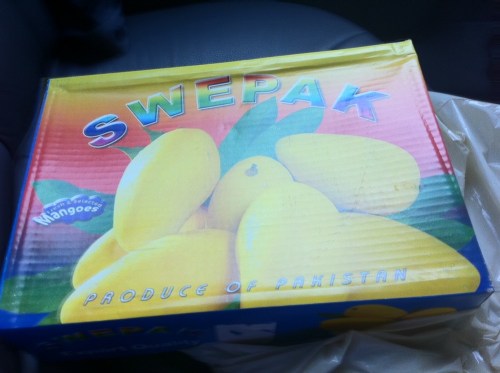 SWEPAK
Mangoes
PRODUCE OF PAKISTAN